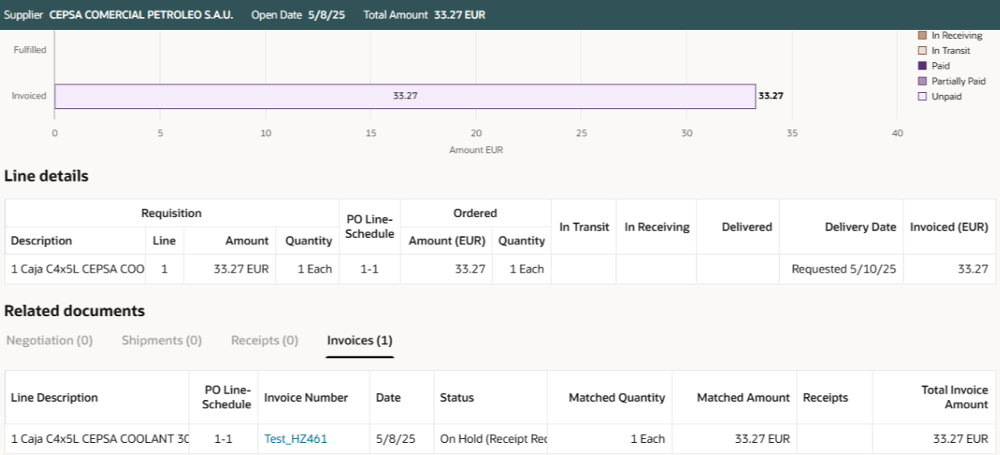 Supplier CEPSA COMERCIAL PETROLEO S.A.U. Open Date 5/8/25 Total Amount 33.27 EUR
In Receiving
Fulfilled
In Transit
Paid
Partially Paid
Invoiced 33.27 33.27
Unpaid
0 5 10 15 20 25 30 35 40
Amount EUR
Line details
Requisition PO Line-Schedule Ordered In Transit In Receiving Delivered Delivery Date Invoiced (EUR)
Description Line Amount Quantity Amount (EUR) Quantity
1 Caja C4x5L CEPSA COO 1 33.27 EUR 1 Each 1-1 33.27 1 Each Requested 5/10/25 33.27
Related documents
Negotiation (0) Shipments (0) Receipts (0) Invoices (1)
Line Description PO Line-Schedule Invoice Number Date Status Matched Quantity Matched Amount Receipts Total Invoice Amount
1 Caja C4x5L CEPSA COOLANT 30 1-1 Test_HZ461 5/8/25 On Hold (Receipt Rec 1 Each 33.27 EUR 33.27 EUR